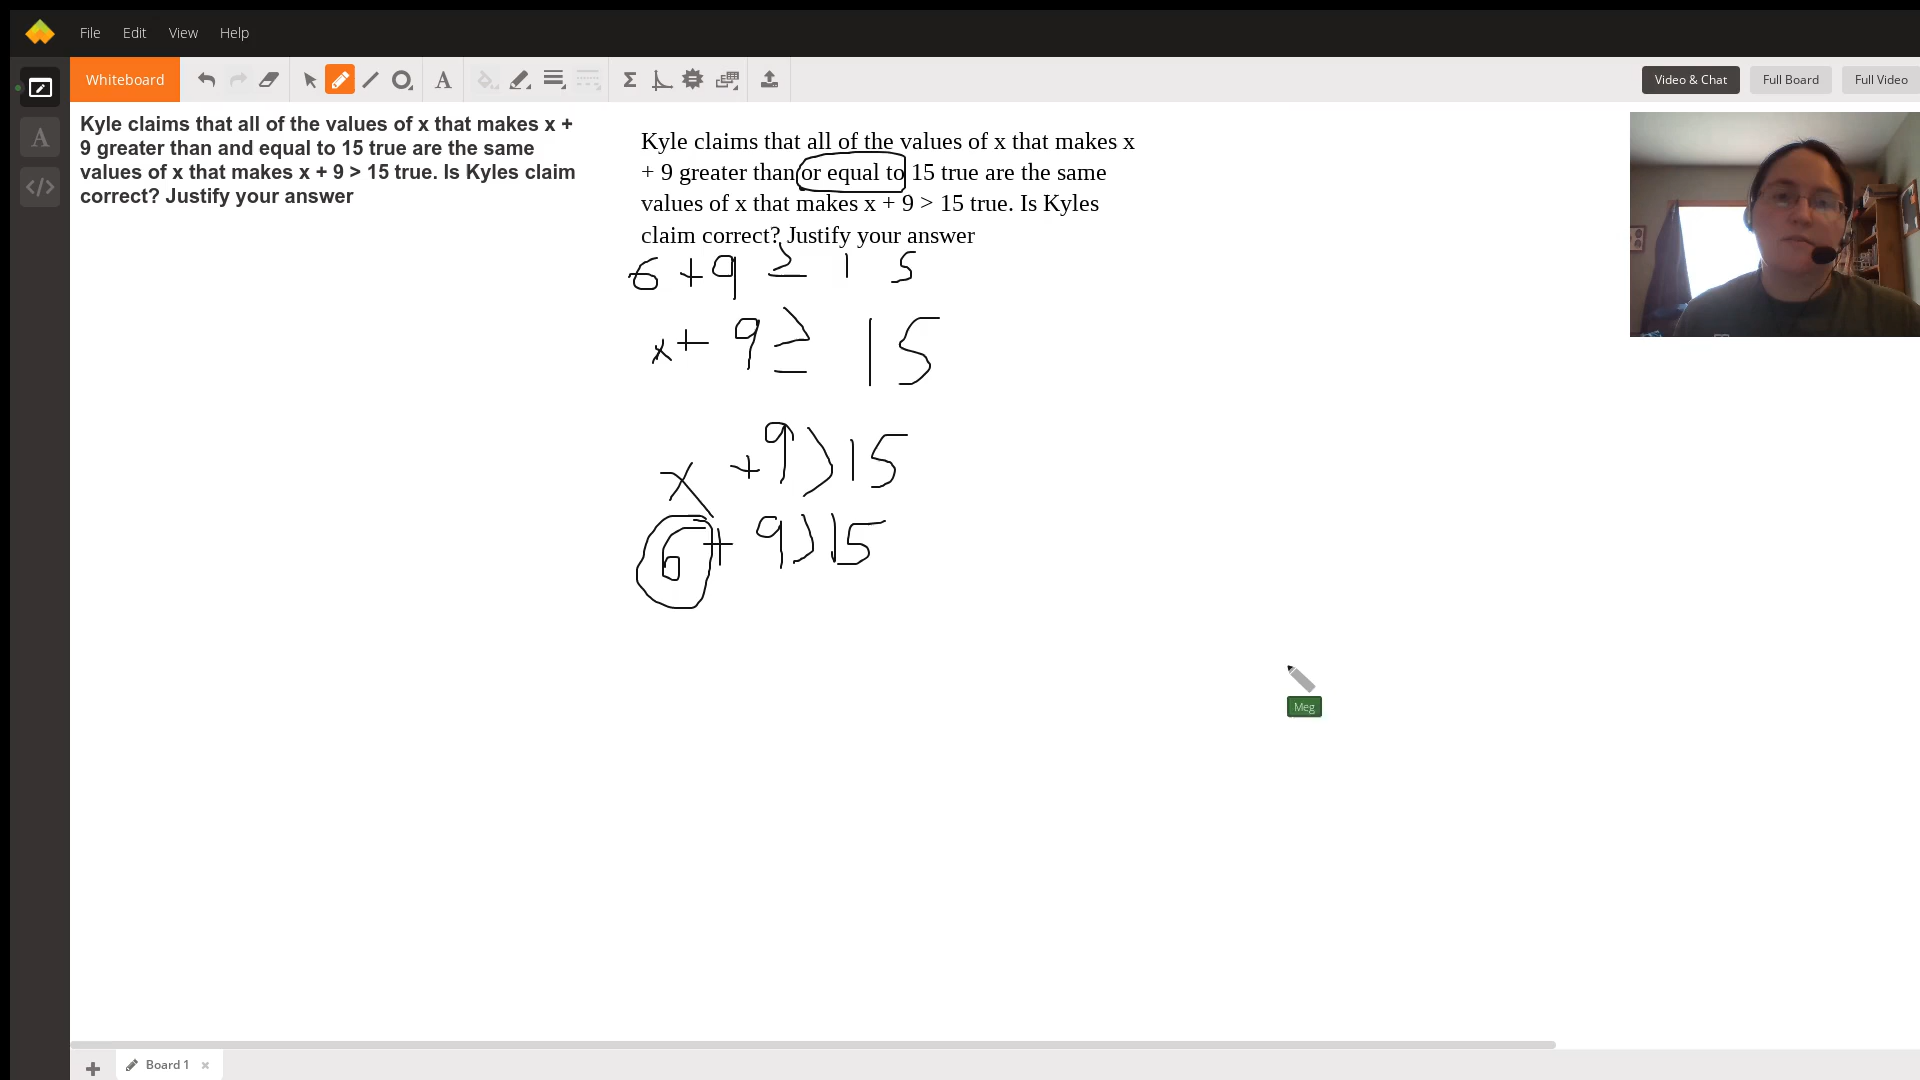 File Edit View Help
Whiteboard
A
Video & Chat Full Board Full Video
A
</>
Kyle claims that all of the values of x that makes x +
9 greater than and equal to 15 true are the same
values of x that makes x + 9 > 15 true. Is Kyles claim
correct? Justify your answer
Kyle claims that all of the values of x that makes x
+ 9 greater than or equal to 15 true are the same
values of x that makes x + 9 > 15 true. Is Kyles
claim correct? Justify your answer
6 + 9 ≥ 15
x + 9 ≥ 15
x + 9 > 15
6 + 9 > 15
Meg
Board 1